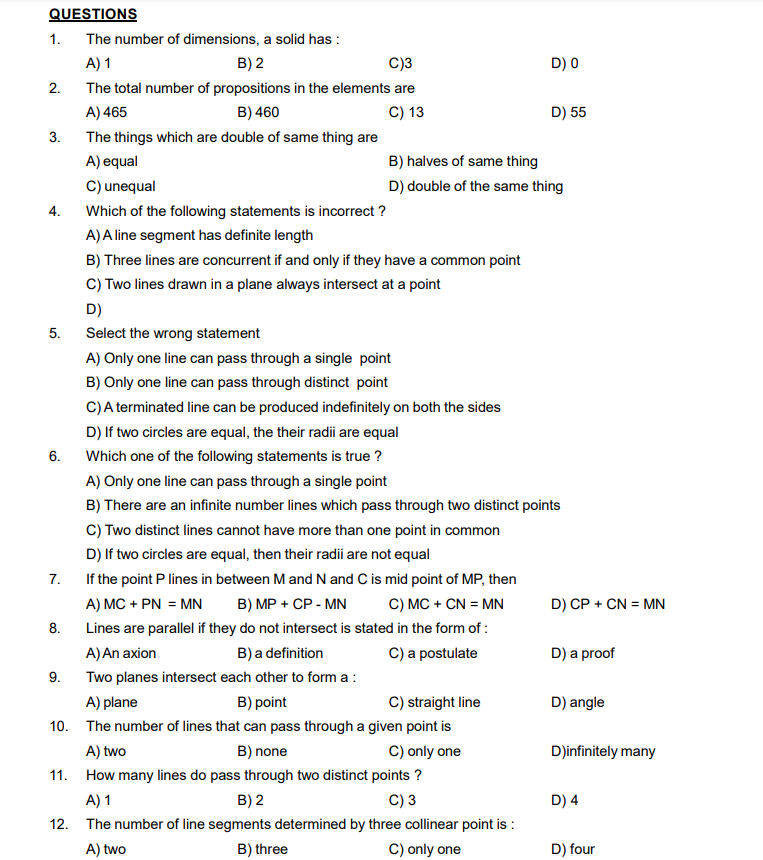 QUESTIONS
1. The number of dimensions, a solid has :
A) 1 B) 2 C)3 D) 0
2. The total number of propositions in the elements are
A) 465 B) 460 C) 13 D) 55
3. The things which are double of same thing are
A) equal B) halves of same thing
C) unequal D) double of the same thing
4. Which of the following statements is incorrect ?
A) A line segment has definite length
B) Three lines are concurrent if and only if they have a common point
C) Two lines drawn in a plane always intersect at a point
D)
5. Select the wrong statement
A) Only one line can pass through a single point
B) Only one line can pass through distinct point
C) A terminated line can be produced indefinitely on both the sides
D) If two circles are equal, the their radii are equal
6. Which one of the following statements is true ?
A) Only one line can pass through a single point
B) There are an infinite number lines which pass through two distinct points
C) Two distinct lines cannot have more than one point in common
D) If two circles are equal, then their radii are not equal
7. If the point P lines in between M and N and C is mid point of MP, then
A) MC + PN = MN B) MP + CP - MN C) MC + CN = MN D) CP + CN = MN
8. Lines are parallel if they do not intersect is stated in the form of :
A) An axion B) a definition C) a postulate D) a proof
9. Two planes intersect each other to form a :
A) plane B) point C) straight line D) angle
10. The number of lines that can pass through a given point is
A) two B) none C) only one D)infinitely many
11. How many lines do pass through two distinct points ?
A) 1 B) 2 C) 3 D) 4
12. The number of line segments determined by three collinear point is :
A) two B) three C) only one D) four